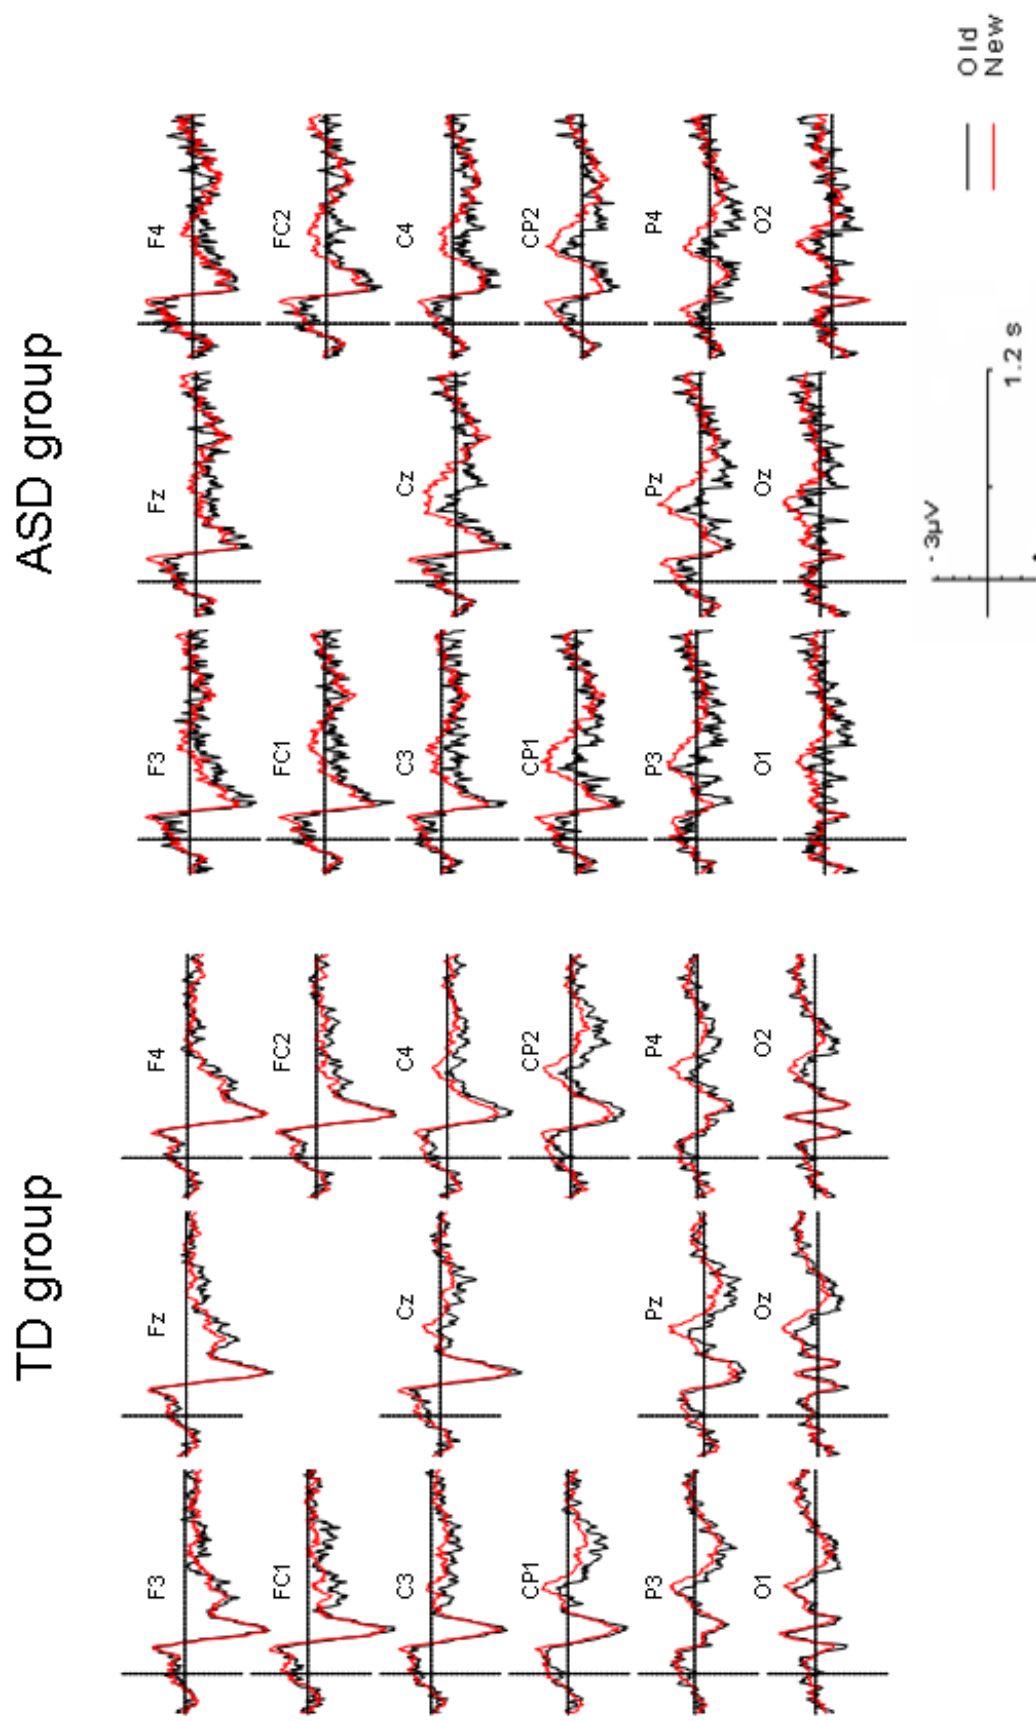 TD group
ASD group
F3
Fz
F4
F3
Fz
F4
FC1
FC2
FC1
FC2
C3
Cz
C4
C3
Cz
C4
CP1
CP2
CP1
CP2
P3
Pz
P4
P3
Pz
P4
O1
Oz
O2
O1
Oz
O2
- 3µV
1.2 s
Old
New